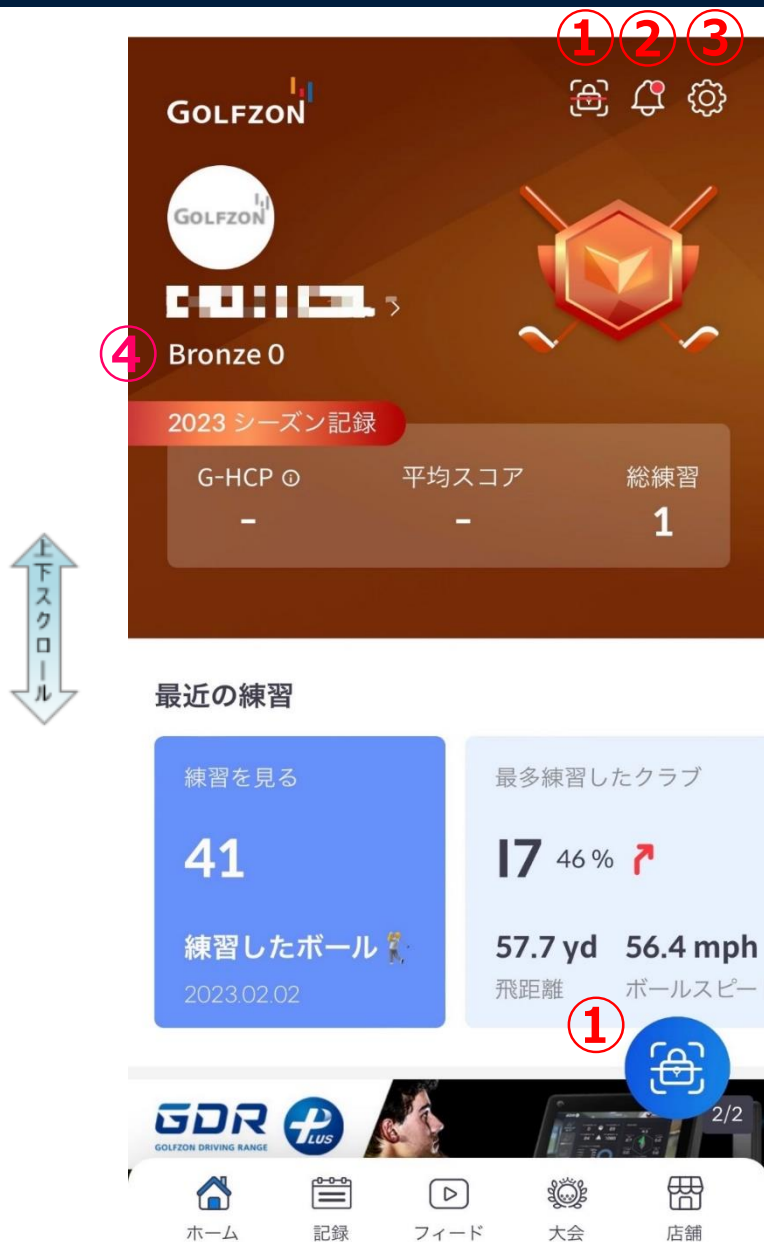 ① ② ③
GOLFZON
GOLFZON
④ Bronze 0
2023 シーズン記録
G-HCP 平均スコア 総練習
- - 1
上下スクロール
最近の練習
練習を見る
41
練習したボール
2023.02.02
最多練習したクラブ
I7 46 %
57.7 yd 56.4 mph
飛距離 ボールスピー
①
GDR PLUS
GOLFZON DRIVING RANGE
2/2
ホーム 記録 フィード 大会 店舗